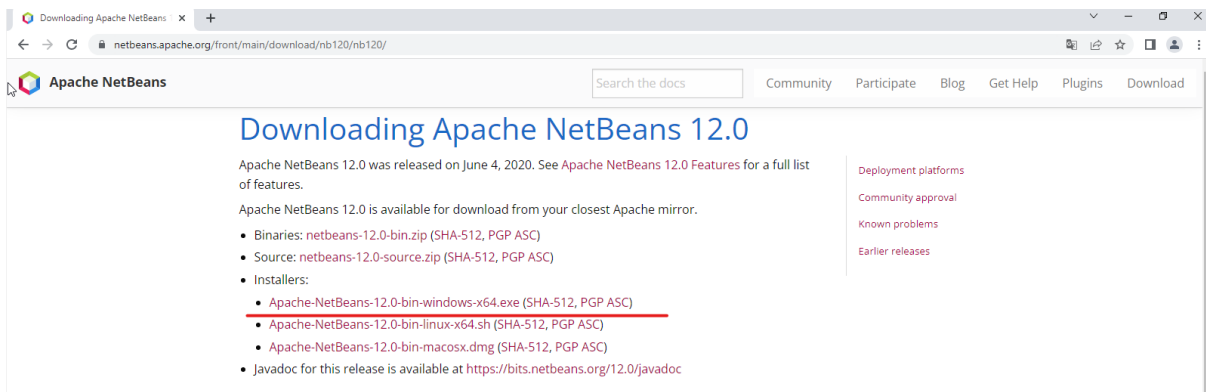 Downloading Apache NetBeans
netbeans.apache.org/front/main/download/nb120/nb120/
Apache NetBeans
Search the docs
Community
Participate
Blog
Get Help
Plugins
Download
Downloading Apache NetBeans 12.0
Apache NetBeans 12.0 was released on June 4, 2020. See Apache NetBeans 12.0 Features for a full list
of features.
Apache NetBeans 12.0 is available for download from your closest Apache mirror.
• Binaries: netbeans-12.0-bin.zip (SHA-512, PGP ASC)
• Source: netbeans-12.0-source.zip (SHA-512, PGP ASC)
• Installers:
• Apache-NetBeans-12.0-bin-windows-x64.exe (SHA-512, PGP ASC)
• Apache-NetBeans-12.0-bin-linux-x64.sh (SHA-512, PGP ASC)
• Apache-NetBeans-12.0-bin-macosx.dmg (SHA-512, PGP ASC)
• Javadoc for this release is available at https://bits.netbeans.org/12.0/javadoc
Deployment platforms
Community approval
Known problems
Earlier releases